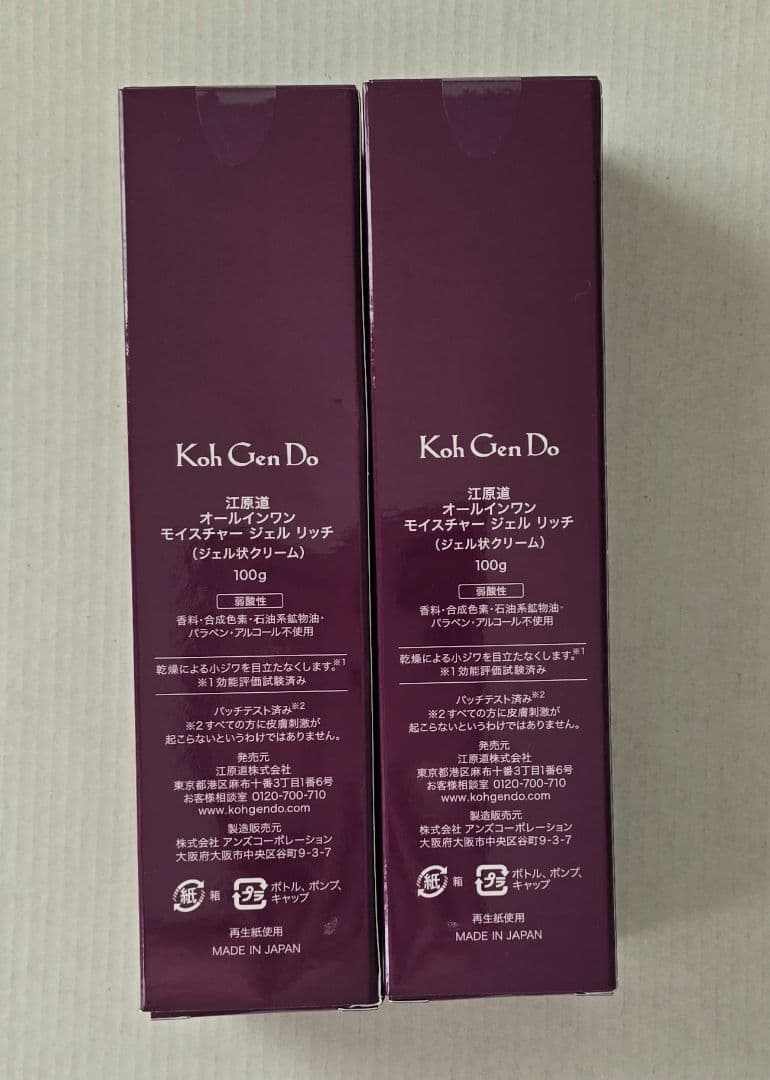 Koh Gen Do
江原道
オールインワン
モイスチャー ジェル リッチ
(ジェル状クリーム)
100g
弱酸性
香料・合成色素・石油系鉱物油・
パラベン・アルコール不使用
乾燥による小ジワを目立たなくします。※1
※1 効能評価試験済み
パッチテスト済み※2
※2 すべての方に皮膚刺激が
起こらないというわけではありません。
発売元
江原道株式会社
東京都港区麻布十番3丁目1番6号
お客様相談室 0120-700-710
www.kohgendo.com
製造販売元
株式会社 アンズコーポレーション
大阪府大阪市中央区谷町9-3-7
紙 箱 プラ ボトル、ポンプ、
キャップ
再生紙使用
MADE IN JAPAN
Koh Gen Do
江原道
オールインワン
モイスチャー ジェル リッチ
(ジェル状クリーム)
100g
弱酸性
香料・合成色素・石油系鉱物油・
パラベン・アルコール不使用
乾燥による小ジワを目立たなくします。※1
※1 効能評価試験済み
パッチテスト済み※2
※2 すべての方に皮膚刺激が
起こらないというわけではありません。
発売元
江原道株式会社
東京都港区麻布十番3丁目1番6号
お客様相談室 0120-700-710
www.kohgendo.com
製造販売元
株式会社 アンズコーポレーション
大阪府大阪市中央区谷町9-3-7
紙 箱 プラ ボトル、ポンプ、
キャップ
再生紙使用
MADE IN JAPAN